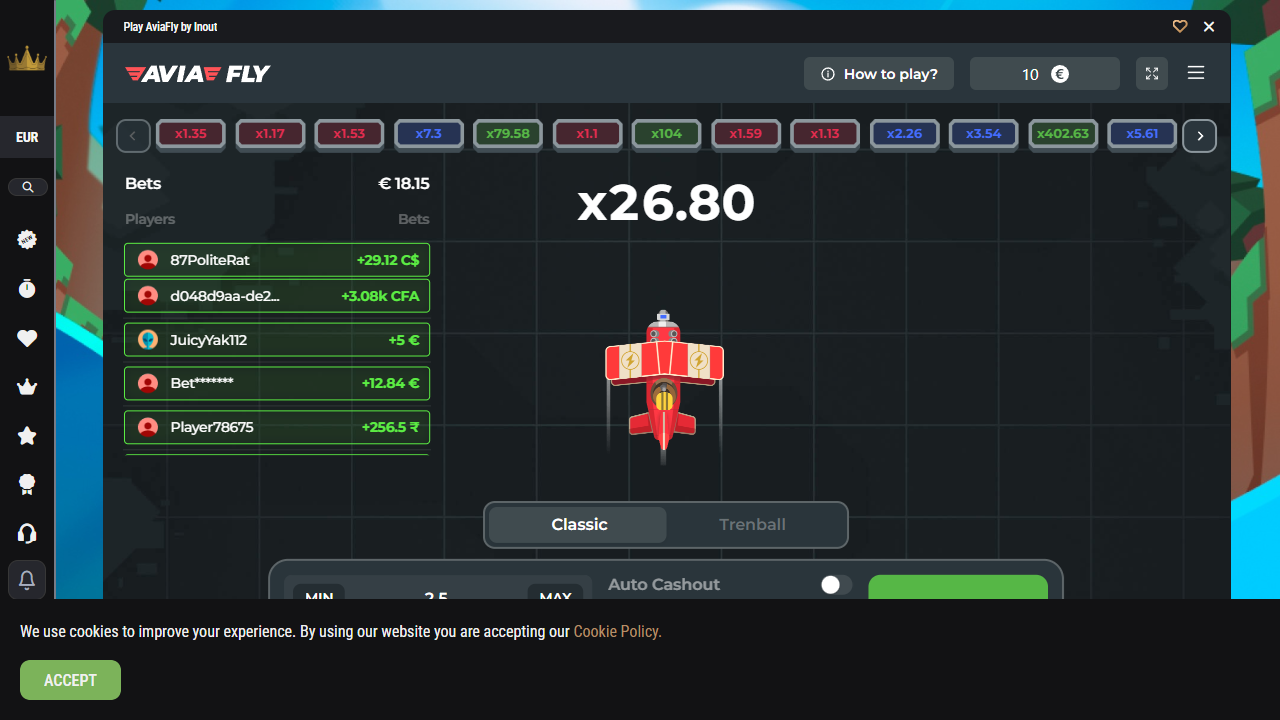 Play AviaFly by Inout
AVIA FLY
How to play?
10 €
EUR
x1.35 x1.17 x1.53 x7.3 x79.58 x1.1 x104 x1.59 x1.13 x2.26 x3.54 x402.63 x5.61
Bets € 18.15
x26.80
Players Bets
NEW
87PoliteRat +29.12 C$
d048d9aa-de2... +3.08k CFA
JuicyYak112 +5 €
Bet******* +12.84 €
Player78675 +256.5 ₹
Classic Trenball
Auto Cashout
MIN 2.5 MAX
We use cookies to improve your experience. By using our website you are accepting our Cookie Policy.
ACCEPT